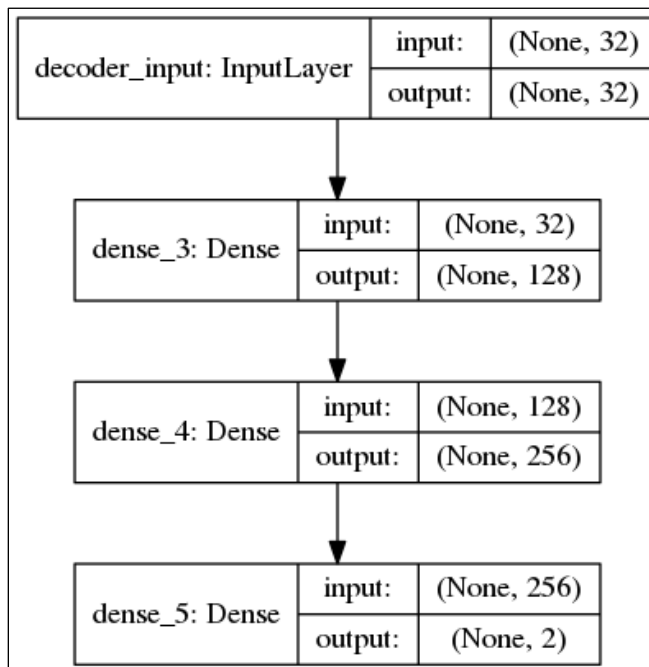 decoder_input: InputLayer
input: (None, 32)
output: (None, 32)
dense_3: Dense
input: (None, 32)
output: (None, 128)
dense_4: Dense
input: (None, 128)
output: (None, 256)
dense_5: Dense
input: (None, 256)
output: (None, 2)